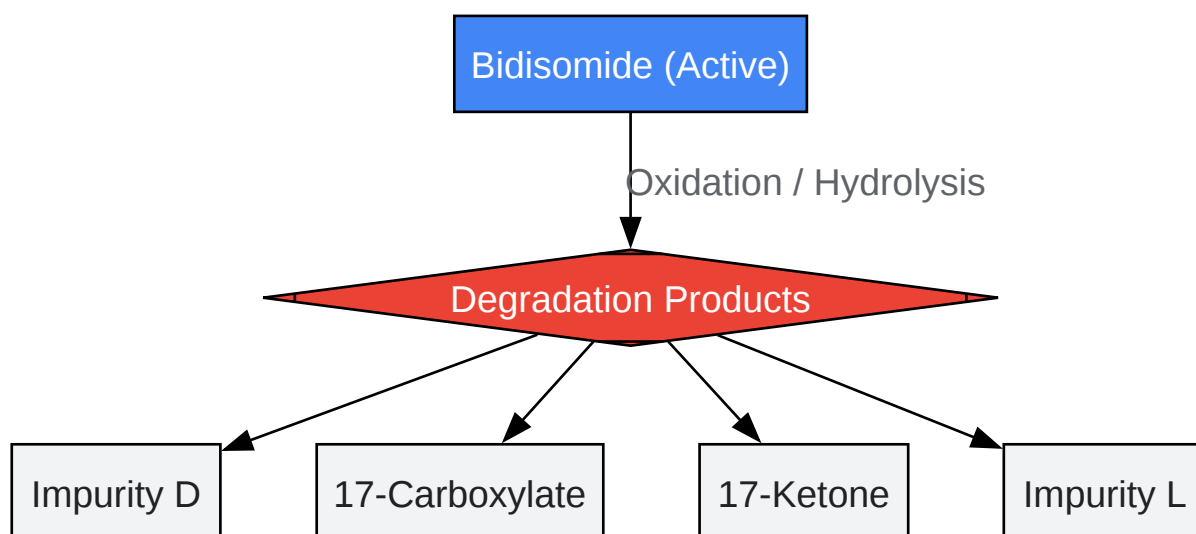 Bidisomide (Active)
Oxidation / Hydrolysis
Degradation Products
Impurity D
17-Carboxylate
17-Ketone
Impurity L